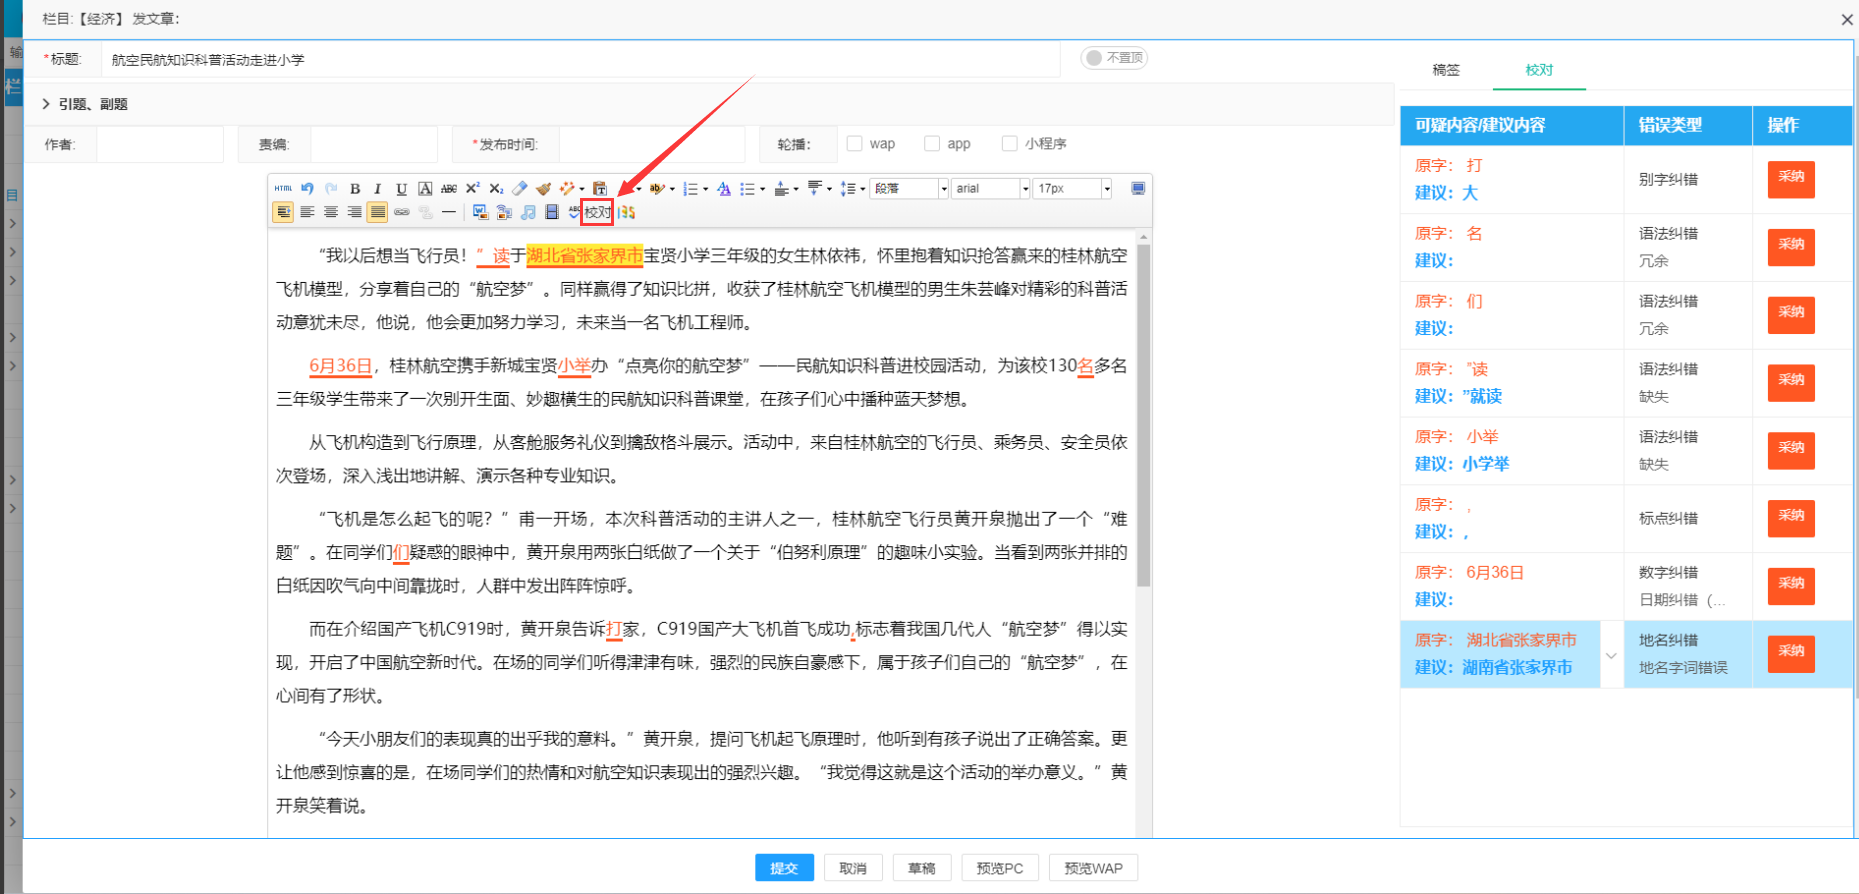 栏目:【经济】 发文章:
输
栏
目
*标题:
航空民航知识科普活动走进小学
不置顶
引题、副题
作者:
责编:
*发布时间:
轮播:
wap
app
小程序
HTML
段落
arial
17px
校对
“我以后想当飞行员！”读于湖北省张家界市宝贤小学三年级的女生林依祎，怀里抱着知识抢答赢来的桂林航空
飞机模型，分享着自己的“航空梦”。同样赢得了知识比拼，收获了桂林航空飞机模型的男生朱芸峰对精彩的科普活
动意犹未尽，他说，他会更加努力学习，未来当一名飞机工程师。
6月36日，桂林航空携手新城宝贤小举办“点亮你的航空梦”——民航知识科普进校园活动，为该校130名多名
三年级学生带来了一次别开生面、妙趣横生的民航知识科普课堂，在孩子们心中播种蓝天梦想。
从飞机构造到飞行原理，从客舱服务礼仪到擒敌格斗展示。活动中，来自桂林航空的飞行员、乘务员、安全员依
次登场，深入浅出地讲解、演示各种专业知识。
“飞机是怎么起飞的呢？”甫一开场，本次科普活动的主讲人之一，桂林航空飞行员黄开泉抛出了一个“难
题”。在同学们们疑惑的眼神中，黄开泉用两张白纸做了一个关于“伯努利原理”的趣味小实验。当看到两张并排的
白纸因吹气向中间靠拢时，人群中发出阵阵惊呼。
而在介绍国产飞机C919时，黄开泉告诉打家，C919国产大飞机首飞成功,标志着我国几代人“航空梦”得以实
现，开启了中国航空新时代。在场的同学们听得津津有味，强烈的民族自豪感下，属于孩子们自己的“航空梦”，在
心间有了形状。
“今天小朋友们的表现真的出乎我的意料。”黄开泉，提问飞机起飞原理时，他听到有孩子说出了正确答案。更
让他感到惊喜的是，在场同学们的热情和对航空知识表现出的强烈兴趣。“我觉得这就是这个活动的举办意义。”黄
开泉笑着说。
稿签
校对
可疑内容/建议内容
错误类型
操作
原字： 打
建议：大
别字纠错
采纳
原字： 名
建议：
语法纠错
冗余
采纳
原字： 们
建议：
语法纠错
冗余
采纳
原字： ”读
建议：”就读
语法纠错
缺失
采纳
原字： 小举
建议：小学举
语法纠错
缺失
采纳
原字： ,
建议：，
标点纠错
采纳
原字： 6月36日
建议：
数字纠错
日期纠错（...
采纳
原字： 湖北省张家界市
建议：湖南省张家界市
地名纠错
地名字词错误
采纳
提交
取消
草稿
预览PC
预览WAP